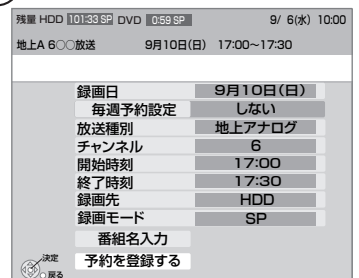 残量 HDD 101:33 SP DVD 0:59 SP 9/ 6(水) 10:00
地上A 6〇〇放送 9月10日(日) 17:00~17:30
録画日 9月10日(日)
毎週予約設定 しない
放送種別 地上アナログ
チャンネル 6
開始時刻 17:00
終了時刻 17:30
録画先 HDD
録画モード SP
番組名入力
決定 予約を登録する
戻る